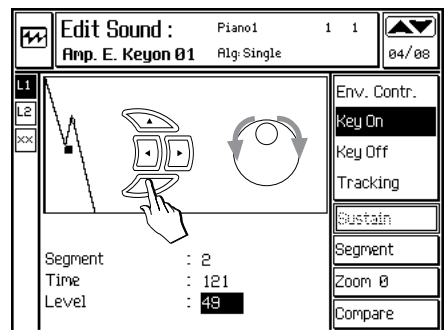 Edit Sound : Piano1 1 1
Amp. E. Keyon 01 Alg:Single 04/08
L1
L2
××
Env. Contr.
Key On
Key Off
Tracking
Sustain
Segment
Zoom 0
Compare
Segment : 2
Time : 121
Level : 49